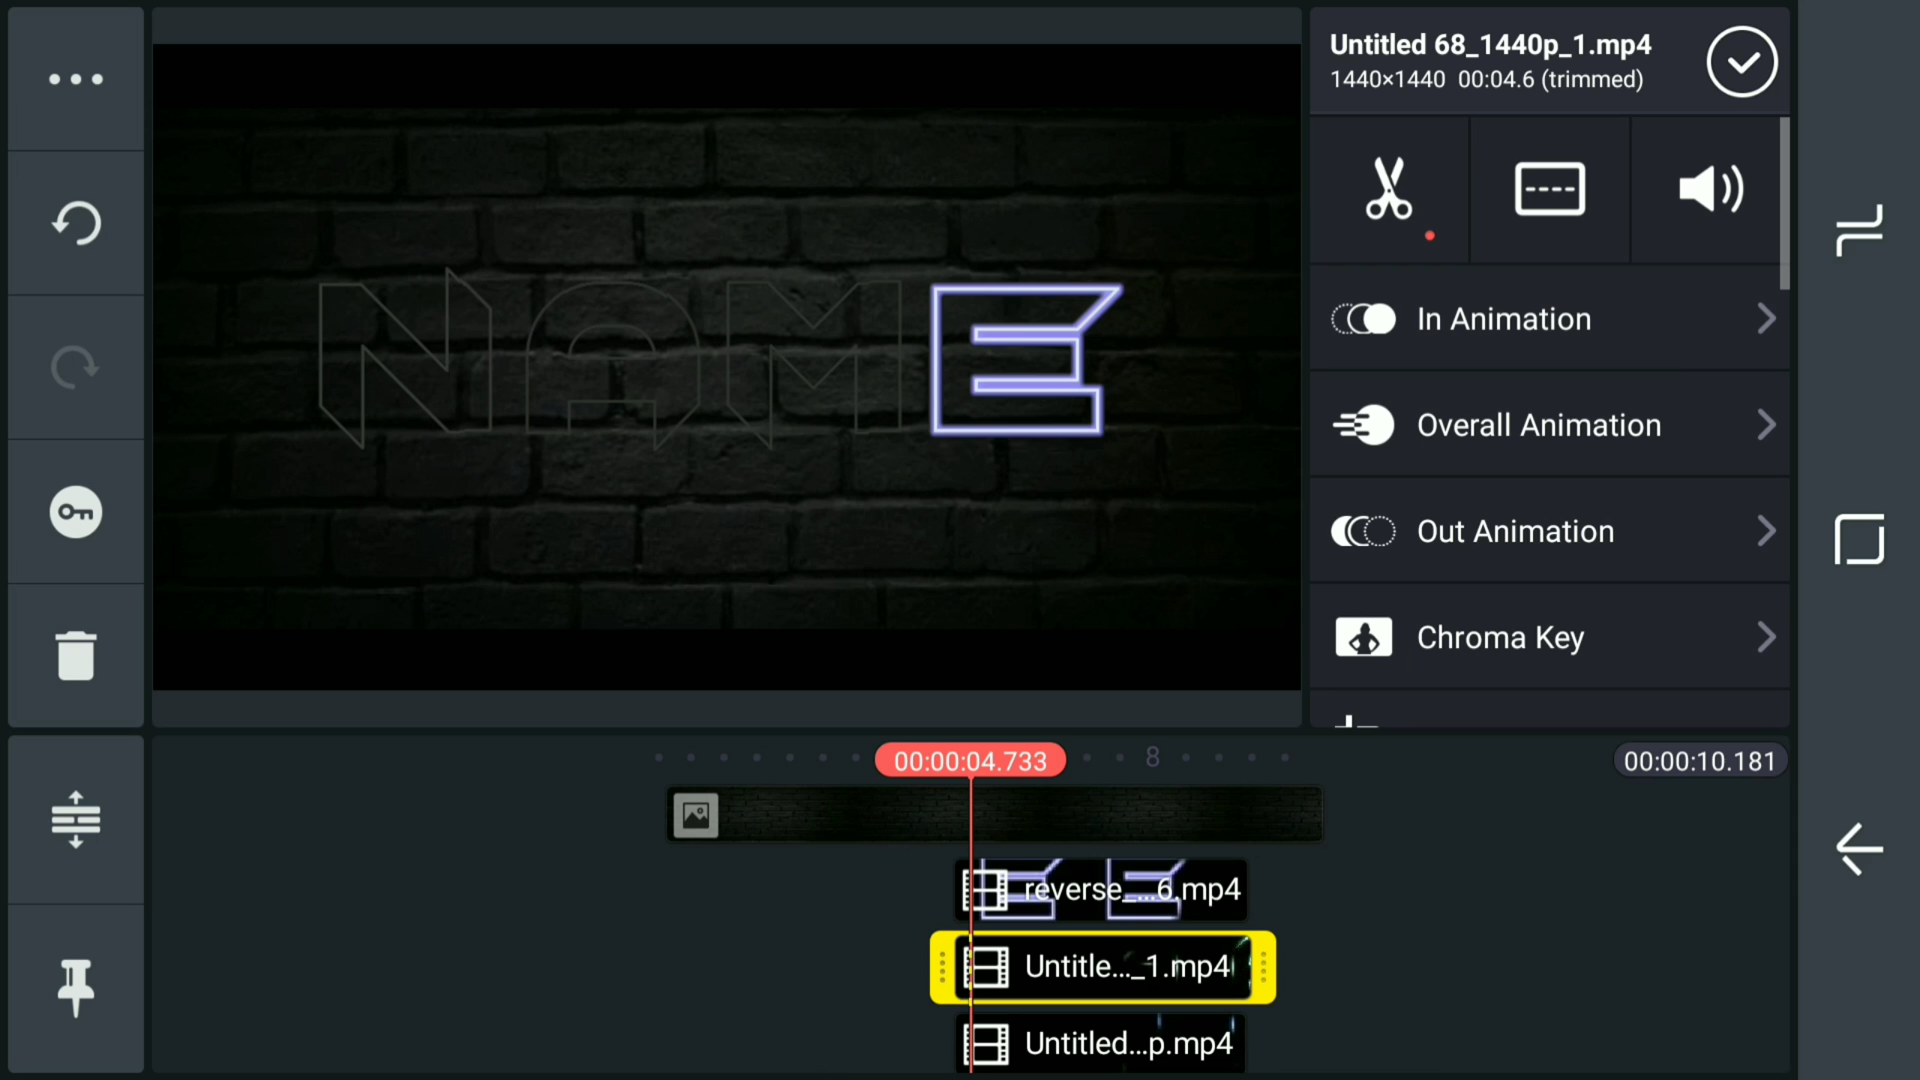 Untitled 68_1440p_1.mp4
1440×1440 00:04.6 (trimmed)
NAME
In Animation
Overall Animation
Out Animation
Chroma Key
00:00:04.733
8
00:00:10.181
reverse_...6.mp4
Untitle..._1.mp4
Untitled...p.mp4